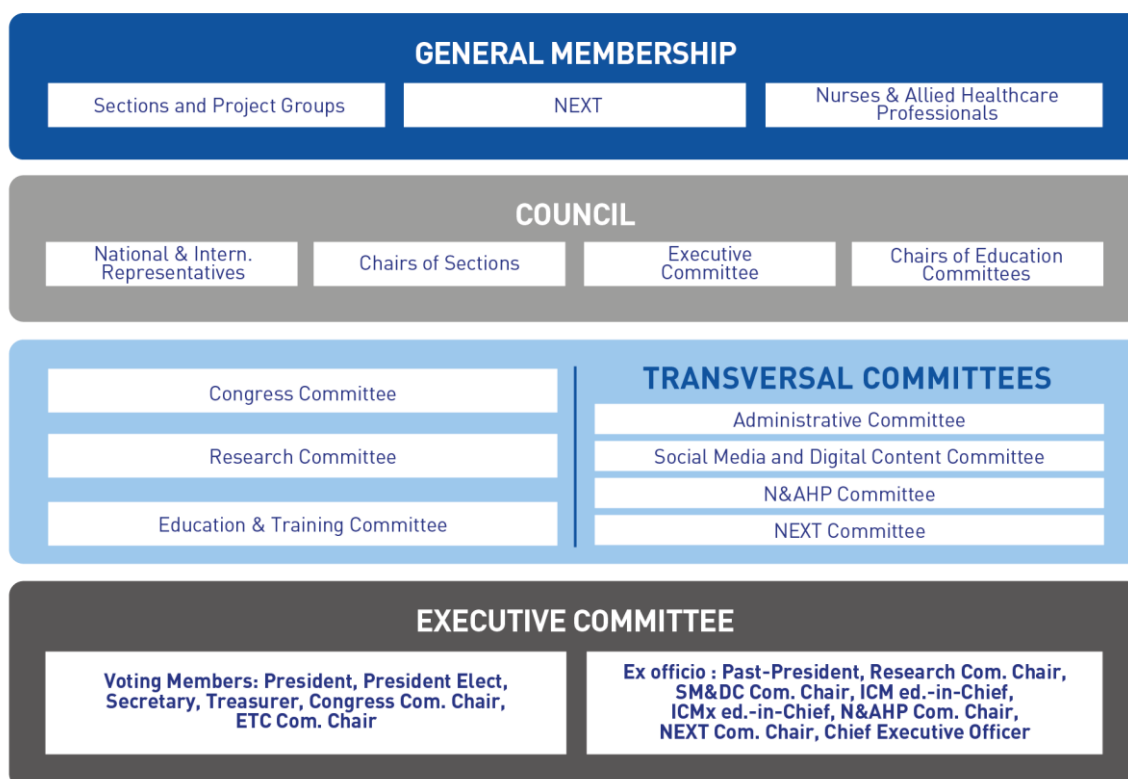 GENERAL MEMBERSHIP
Sections and Project Groups
NEXT
Nurses & Allied Healthcare
Professionals
COUNCIL
National & Intern.
Representatives
Chairs of Sections
Executive
Committee
Chairs of Education
Committees
Congress Committee
Research Committee
Education & Training Committee
TRANSVERSAL COMMITTEES
Administrative Committee
Social Media and Digital Content Committee
N&AHP Committee
NEXT Committee
EXECUTIVE COMMITTEE
Voting Members: President, President Elect,
Secretary, Treasurer, Congress Com. Chair,
ETC Com. Chair
Ex officio : Past-President, Research Com. Chair,
SM&DC Com. Chair, ICM ed.-in-Chief,
ICMx ed.-in-Chief, N&AHP Com. Chair,
NEXT Com. Chair, Chief Executive Officer